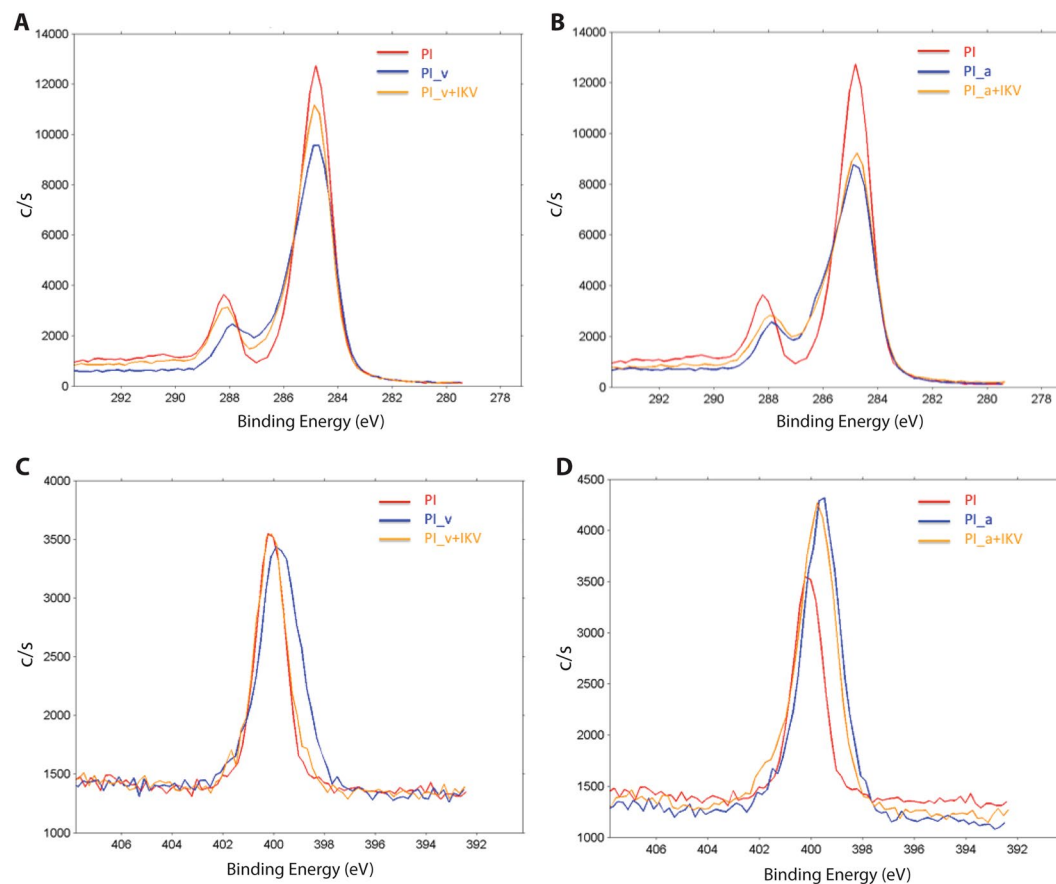 A
14000
12000
10000
8000
6000
4000
2000
0
c/s
PI
PI_v
PI_v+IKV
292 290 288 286 284 282 280 278
Binding Energy (eV)
B
14000
12000
10000
8000
6000
4000
2000
0
c/s
PI
PI_a
PI_a+IKV
292 290 288 286 284 282 280 278
Binding Energy (eV)
C
4000
3500
3000
2500
2000
1500
1000
c/s
PI
PI_v
PI_v+IKV
406 404 402 400 398 396 394 392
Binding Energy (eV)
D
4500
4000
3500
3000
2500
2000
1500
1000
c/s
PI
PI_a
PI_a+IKV
406 404 402 400 398 396 394 392
Binding Energy (eV)